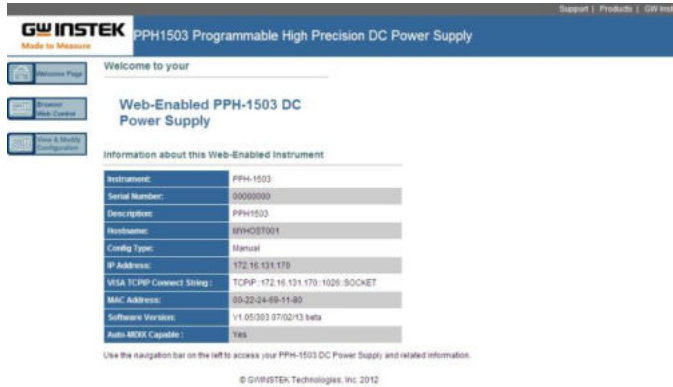 Support | Products | GW Inst
GW INSTEK
Made to Measure
PPH1503 Programmable High Precision DC Power Supply
Welcome Page
Browser
Web Control
View & Modify
Configuration
Welcome to your
Web-Enabled PPH-1503 DC
Power Supply
Information about this Web-Enabled Instrument
Instrument: PPH-1503
Serial Number: 00000000
Description: PPH1503
Hostname: MYHOST001
Config Type: Manual
IP Address: 172.16.131.170
VISA TCPIP Connect String : TCPIP::172.16.131.170::1026::SOCKET
MAC Address: 00-22-24-69-11-80
Software Version: V1.05/303 07/02/13 beta
Auto-MDIX Capable : Yes
Use the navigation bar on the left to access your PPH-1503 DC Power Supply and related information.
© GWINSTEK Technologies, Inc. 2012